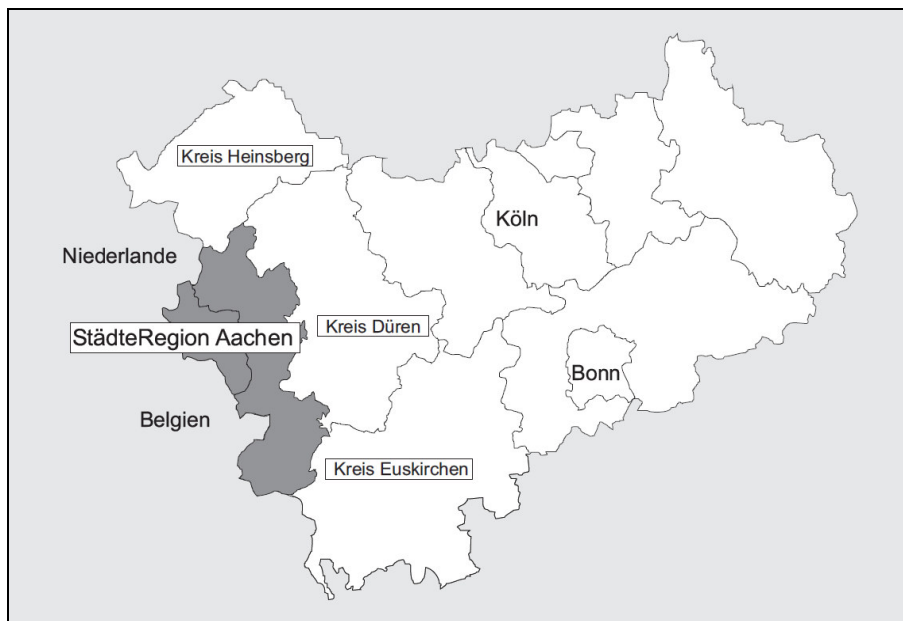 Kreis Heinsberg
Köln
Niederlande
StädteRegion Aachen
Kreis Düren
Bonn
Belgien
Kreis Euskirchen